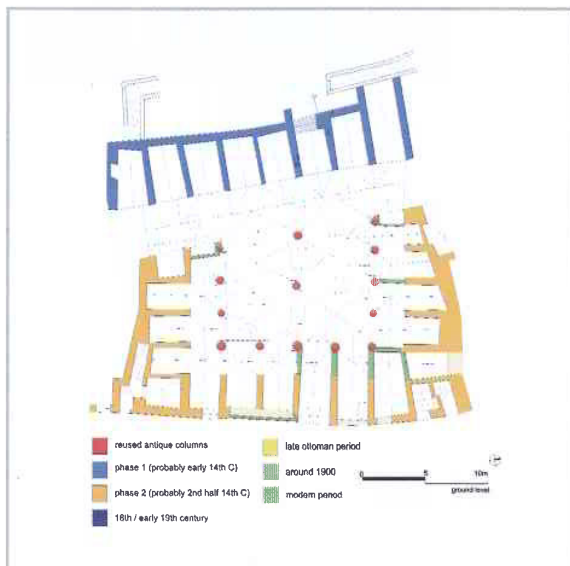 reused antique columns
phase 1 (probably early 14th C)
phase 2 (probably 2nd half 14th C)
16th / early 19th century
late ottoman period
around 1900
modern period
0 5 10m
ground level